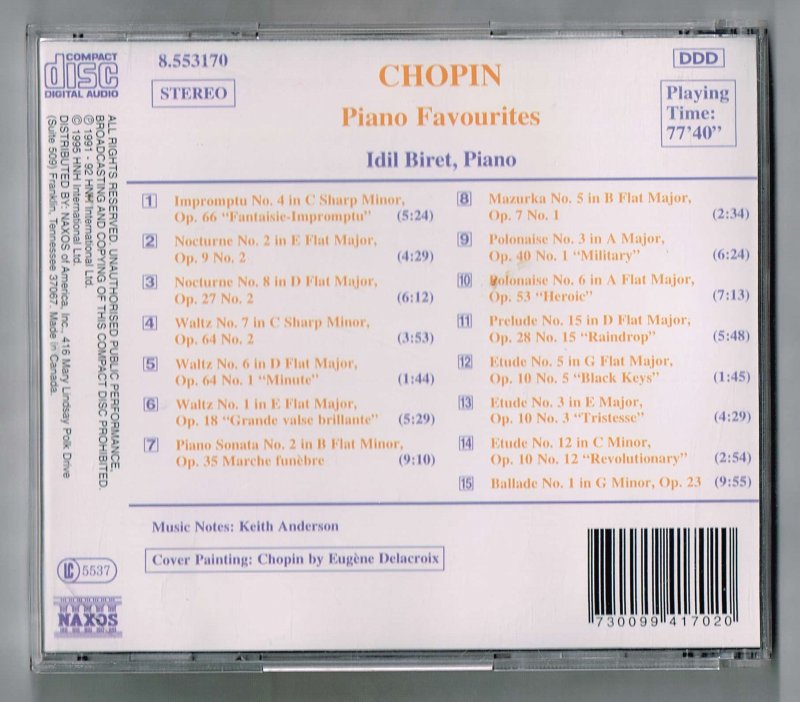 COMPACT
disc
DIGITAL AUDIO
8.553170
STEREO
CHOPIN
Piano Favourites
Idil Biret, Piano
DDD
Playing
Time:
77'40"
1 Impromptu No. 4 in C Sharp Minor,
Op. 66 "Fantaisie-Impromptu" (5:24)
2 Nocturne No. 2 in E Flat Major,
Op. 9 No. 2 (4:29)
3 Nocturne No. 8 in D Flat Major,
Op. 27 No. 2 (6:12)
4 Waltz No. 7 in C Sharp Minor,
Op. 64 No. 2 (3:53)
5 Waltz No. 6 in D Flat Major,
Op. 64 No. 1 "Minute" (1:44)
6 Waltz No. 1 in E Flat Major,
Op. 18 "Grande valse brillante" (5:29)
7 Piano Sonata No. 2 in B Flat Minor,
Op. 35 Marche funèbre (9:10)
8 Mazurka No. 5 in B Flat Major,
Op. 7 No. 1 (2:34)
9 Polonaise No. 3 in A Major,
Op. 40 No. 1 "Military" (6:24)
10 Polonaise No. 6 in A Flat Major,
Op. 53 "Heroic" (7:13)
11 Prelude No. 15 in D Flat Major,
Op. 28 No. 15 "Raindrop" (5:48)
12 Etude No. 5 in G Flat Major,
Op. 10 No. 5 "Black Keys" (1:45)
13 Etude No. 3 in E Major,
Op. 10 No. 3 "Tristesse" (4:29)
14 Etude No. 12 in C Minor,
Op. 10 No. 12 "Revolutionary" (2:54)
15 Ballade No. 1 in G Minor, Op. 23 (9:55)
Music Notes: Keith Anderson
Cover Painting: Chopin by Eugène Delacroix
ALL RIGHTS RESERVED. UNAUTHORISED PUBLIC PERFORMANCE,
BROADCASTING AND COPYING OF THIS COMPACT DISC PROHIBITED.
℗ 1991 - 92 HNH International Ltd.
© 1995 HNH International Ltd.
DISTRIBUTED BY: NAXOS of America, Inc., 416 Mary Lindsay Polk Drive
(Suite 509) Franklin, Tennessee 37067. Made in Canada.
LC 5537
NAXOS
7 30099 41702 0